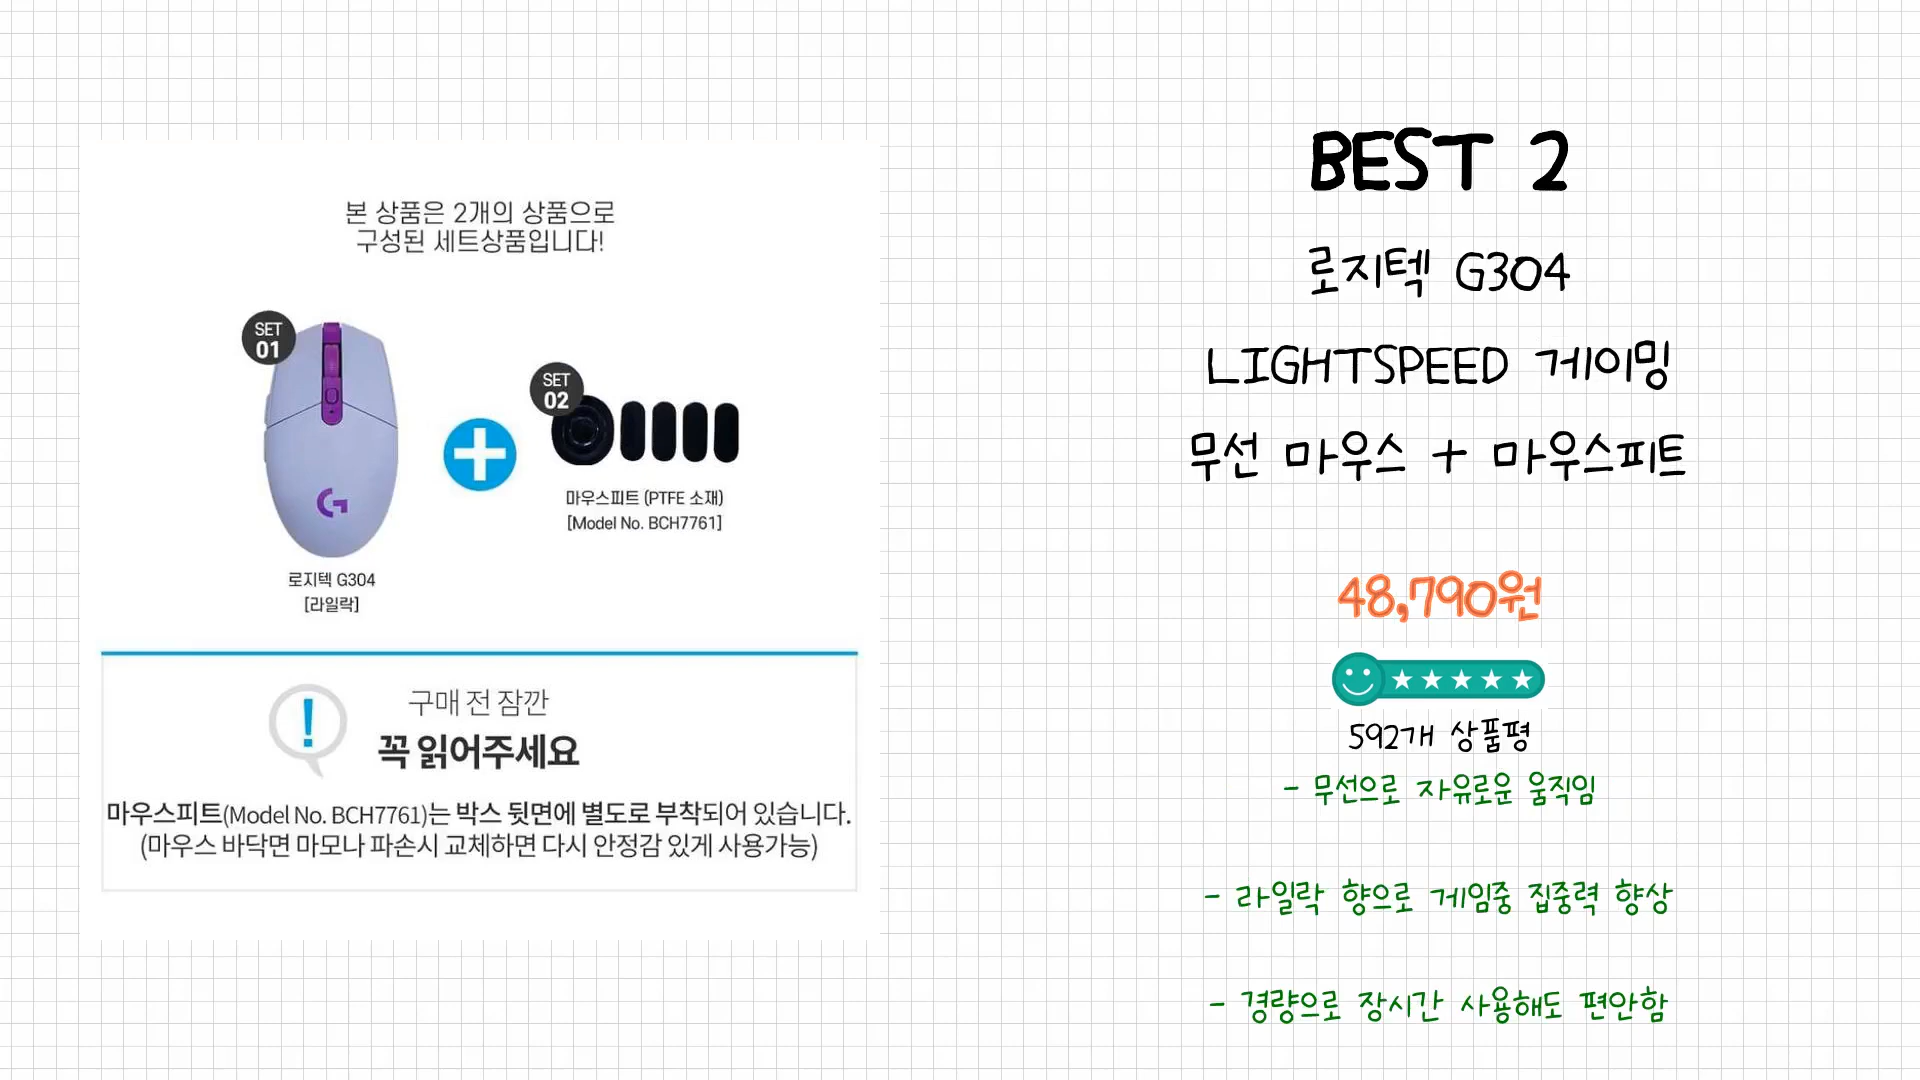 본 상품은 2개의 상품으로
구성된 세트상품입니다!
SET
01
SET
02
마우스피트 (PTFE 소재)
[Model No. BCH7761]
로지텍 G304
[라일락]
구매 전 잠깐
꼭 읽어주세요
마우스피트(Model No. BCH7761)는 박스 뒷면에 별도로 부착되어 있습니다.
(마우스 바닥면 마모나 파손시 교체하면 다시 안정감 있게 사용가능)
BEST 2
로지텍 G304
LIGHTSPEED 게이밍
무선 마우스 + 마우스피트
48,790원
592개 상품평
- 무선으로 자유로운 움직임
- 라일락 향으로 게임중 집중력 향상
- 경량으로 장시간 사용해도 편안함